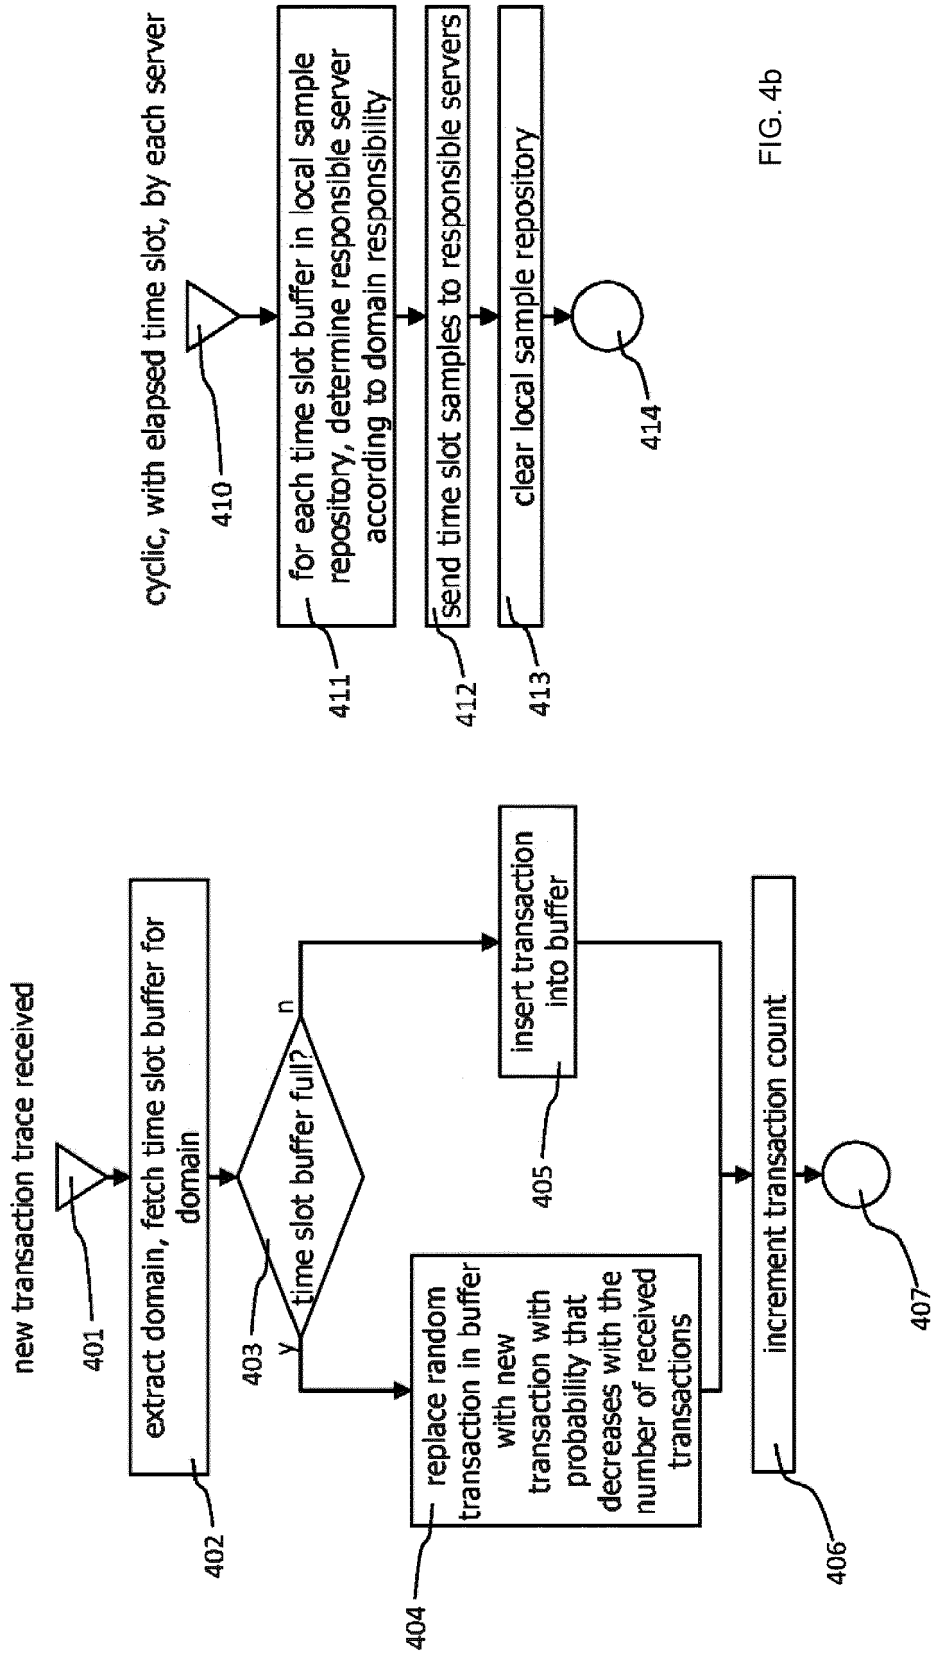 new transaction trace received
401
extract domain, fetch time slot buffer for
domain
402
time slot buffer full?
403
y
n
replace random
transaction in buffer
with new
transaction with
probability that
decreases with the
number of received
transactions
404
insert transaction
into buffer
405
increment transaction count
406
407
cyclic, with elapsed time slot, by each server
410
for each time slot buffer in local sample
repository, determine responsible server
according to domain responsibility
411
send time slot samples to responsible servers
412
clear local sample repository
413
414
FIG. 4b